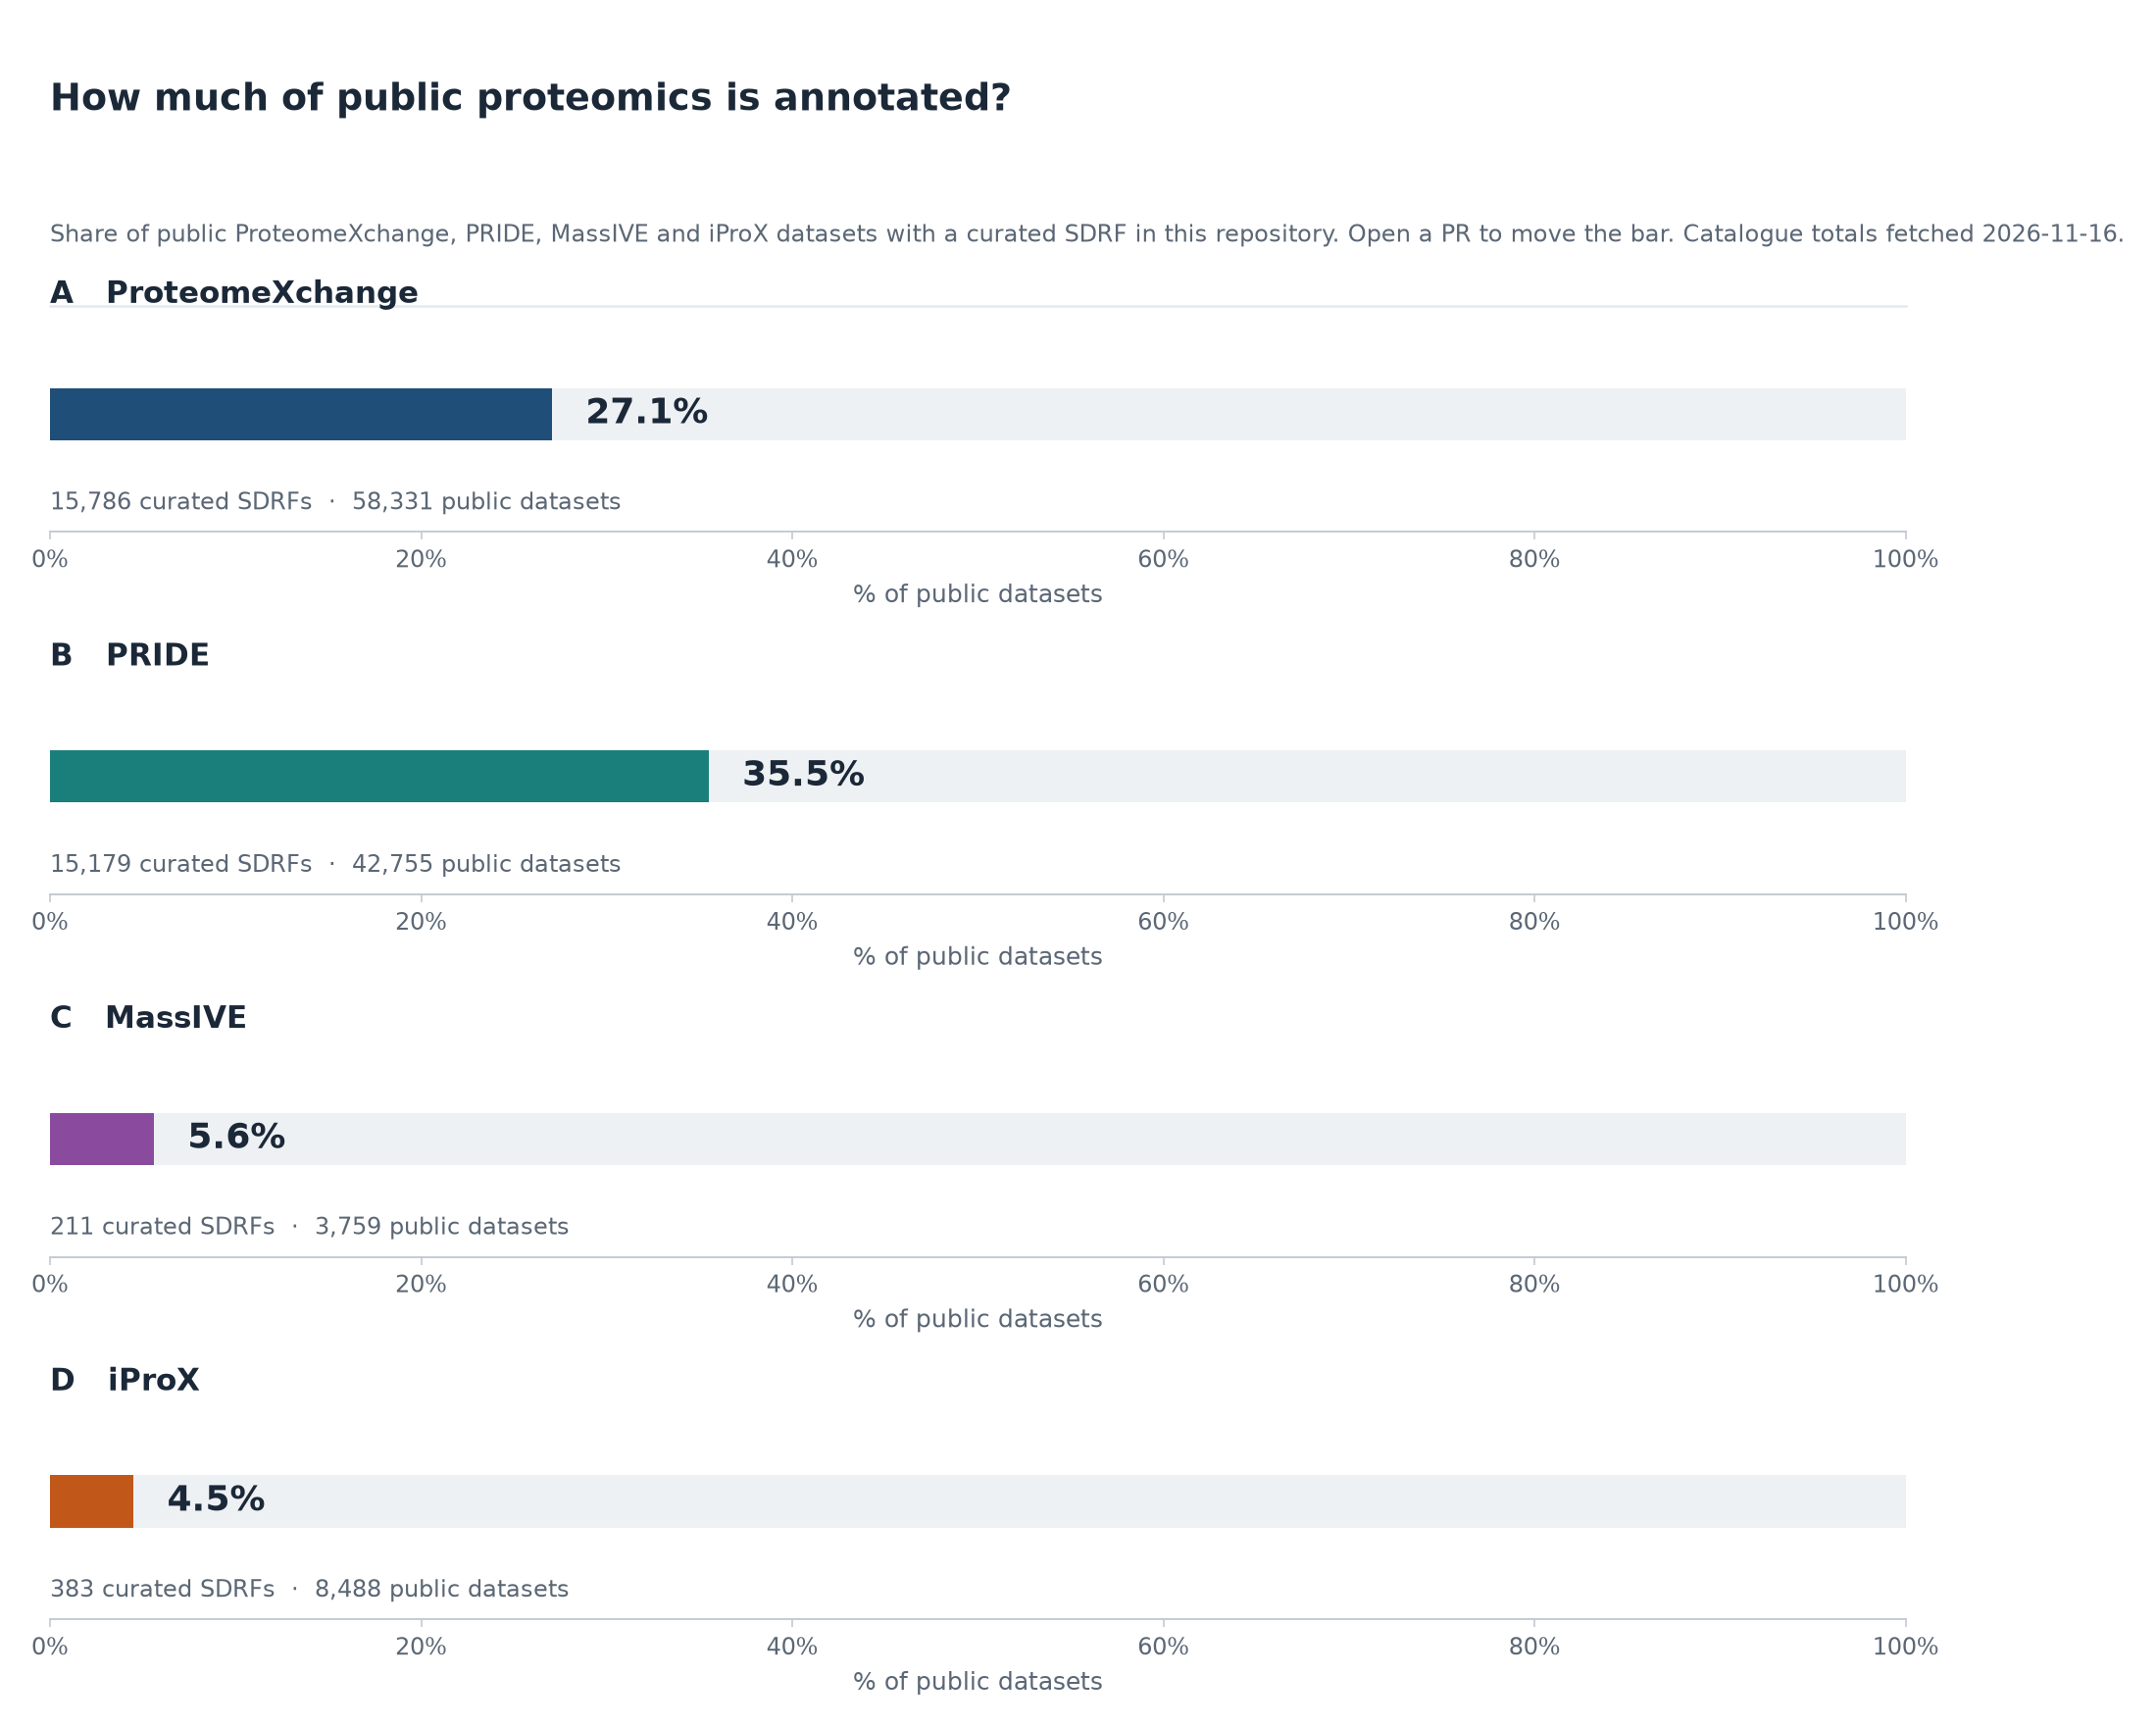 How much of public proteomics is annotated?
Share of public ProteomeXchange, PRIDE, MassIVE and iProX datasets with a curated SDRF in this repository. Open a PR to move the bar. Catalogue totals fetched 2026-11-16.
A ProteomeXchange
27.1%
15,786 curated SDRFs · 58,331 public datasets
0% 20% 40% 60% 80% 100%
% of public datasets
B PRIDE
35.5%
15,179 curated SDRFs · 42,755 public datasets
0% 20% 40% 60% 80% 100%
% of public datasets
C MassIVE
5.6%
211 curated SDRFs · 3,759 public datasets
0% 20% 40% 60% 80% 100%
% of public datasets
D iProX
4.5%
383 curated SDRFs · 8,488 public datasets
0% 20% 40% 60% 80% 100%
% of public datasets